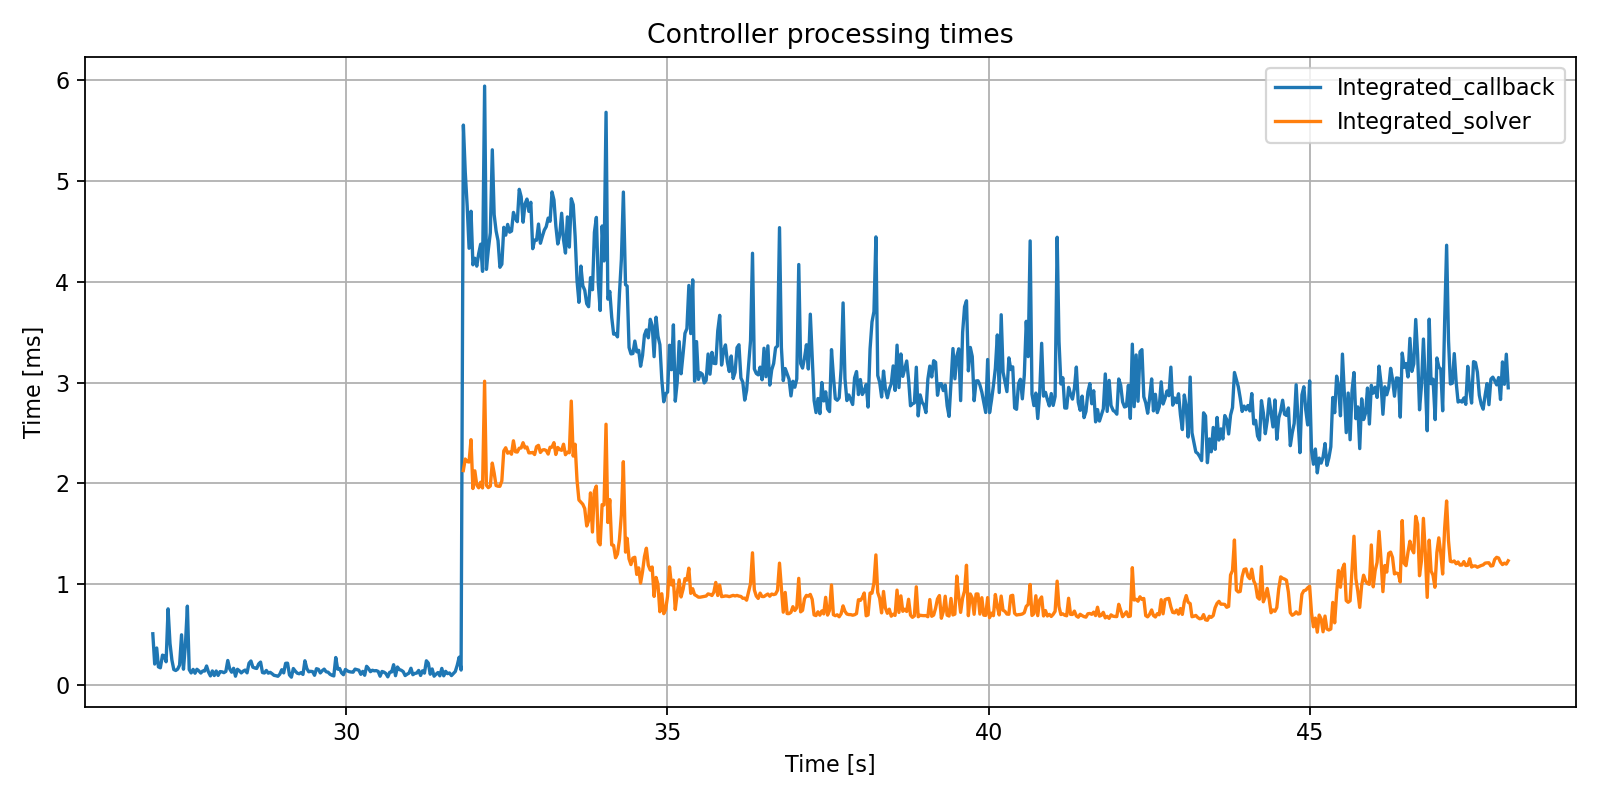 Controller processing times
Integrated_callback
Integrated_solver
Time [ms]
6
5
4
3
2
1
0
30
35
40
45
Time [s]